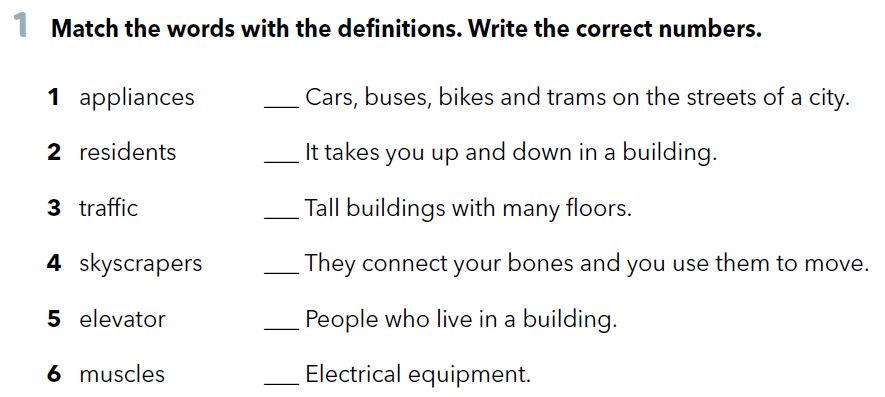 1 Match the words with the definitions. Write the correct numbers.
1 appliances ___ Cars, buses, bikes and trams on the streets of a city.
2 residents ___ It takes you up and down in a building.
3 traffic ___ Tall buildings with many floors.
4 skyscrapers ___ They connect your bones and you use them to move.
5 elevator ___ People who live in a building.
6 muscles ___ Electrical equipment.